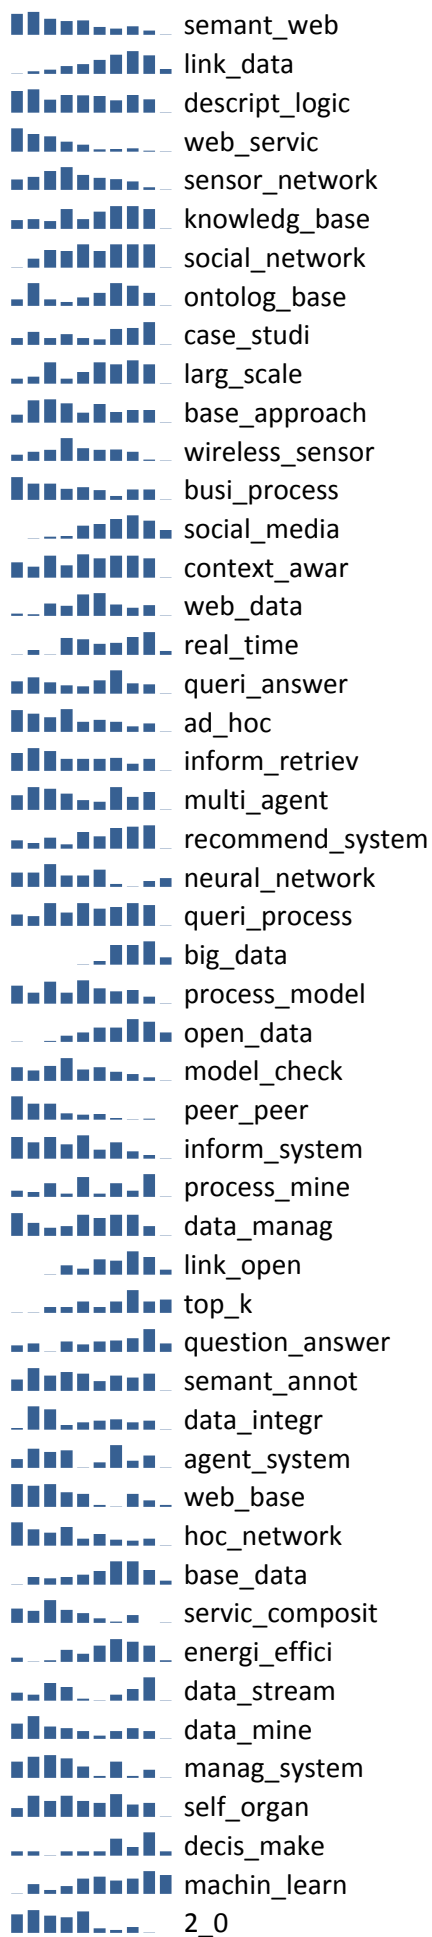 semant_web
link_data
descript_logic
web_servic
sensor_network
knowledg_base
social_network
ontolog_base
case_studi
larg_scale
base_approach
wireless_sensor
busi_process
social_media
context_awar
web_data
real_time
queri_answer
ad_hoc
inform_retriev
multi_agent
recommend_system
neural_network
queri_process
big_data
process_model
open_data
model_check
peer_peer
inform_system
process_mine
data_manag
link_open
top_k
question_answer
semant_annot
data_integr
agent_system
web_base
hoc_network
base_data
servic_composit
energi_effici
data_stream
data_mine
manag_system
self_organ
decis_make
machin_learn
2_0